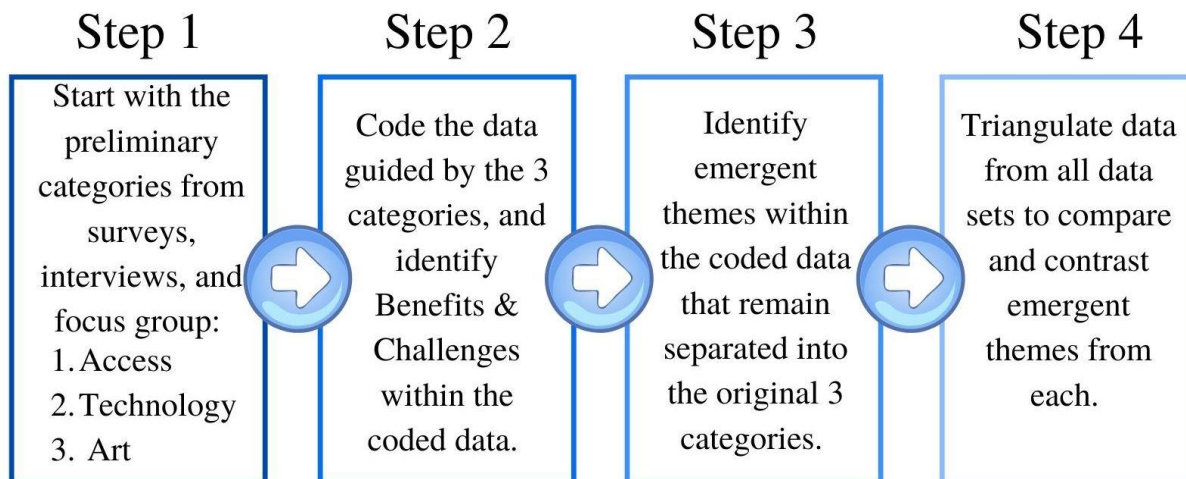 Step 1
Start with the
preliminary
categories from
surveys,
interviews, and
focus group:
1. Access
2. Technology
3. Art
Step 2
Code the data
guided by the 3
categories, and
identify
Benefits &
Challenges
within the
coded data.
Step 3
Identify
emergent
themes within
the coded data
that remain
separated into
the original 3
categories.
Step 4
Triangulate data
from all data
sets to compare
and contrast
emergent
themes from
each.